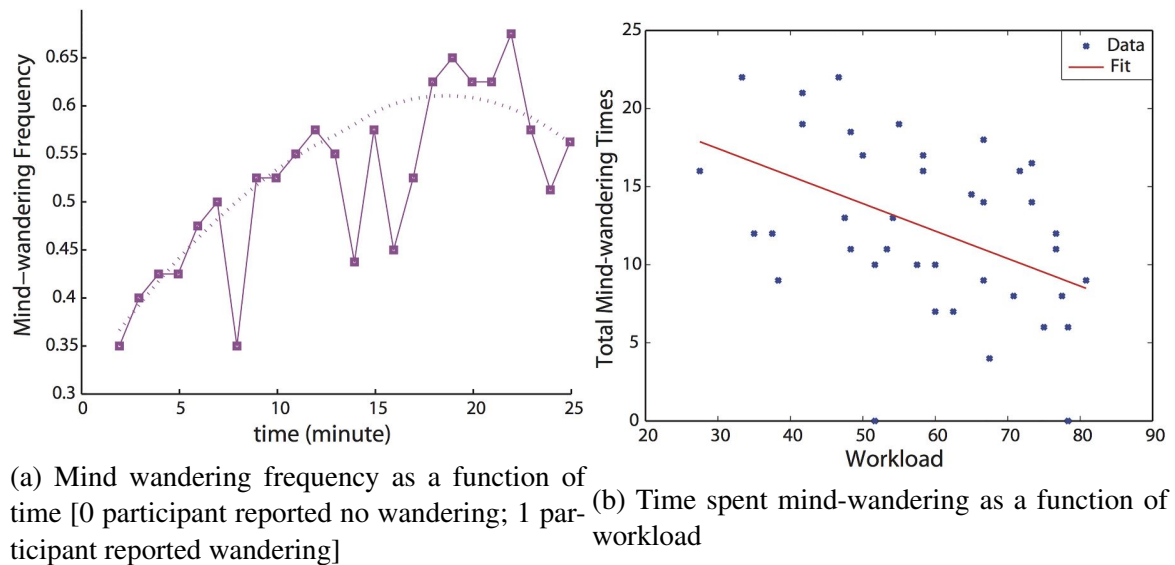 0.65
0.6
0.55
0.5
0.45
0.4
0.35
0.3
Mind–wandering Frequency
0 5 10 15 20 25
time (minute)
25
20
15
10
5
0
Total Mind-wandering Times
Data
Fit
20 30 40 50 60 70 80 90
Workload
(a) Mind wandering frequency as a function of
time [0 participant reported no wandering; 1 par-
ticipant reported wandering]
(b) Time spent mind-wandering as a function of
workload